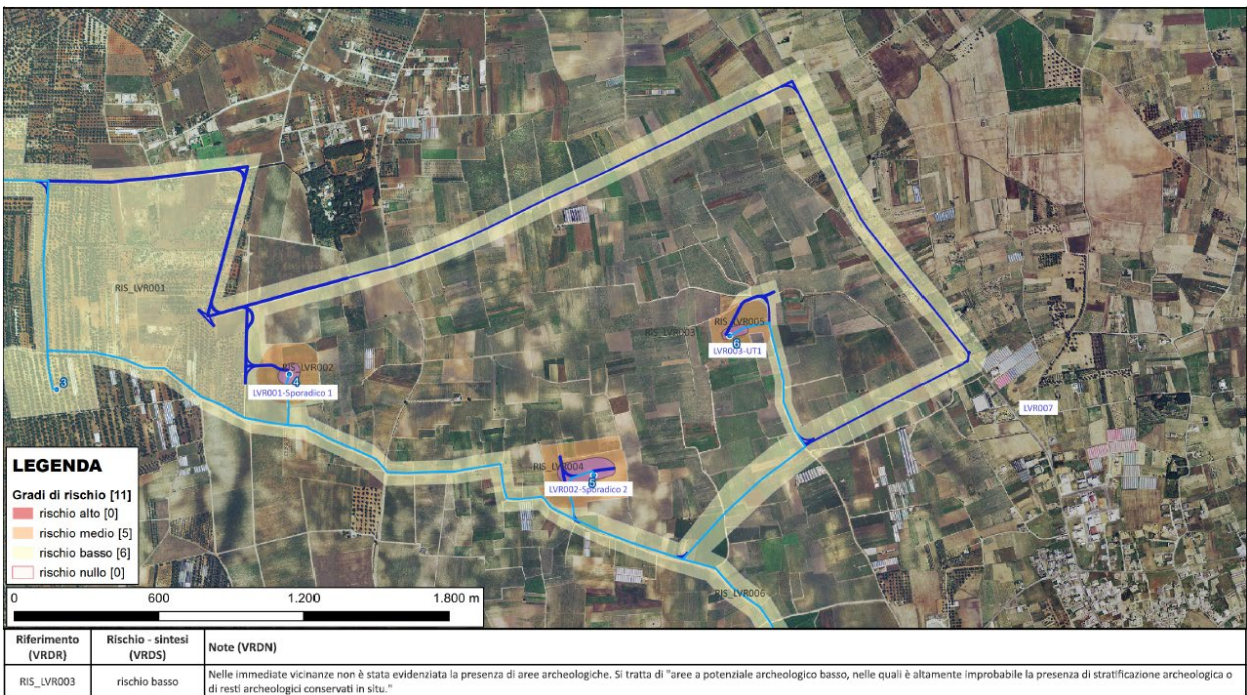 RIS_LVR001
RIS_LVR003
RIS_LVR005
6
LVR003-UT1
RIS_LVR002
3
4
LVR001-Sporadico 1
LVR007
RIS_LVR004
LVR002-Sporadico 2
5
RIS_LVR006
LEGENDA
Gradi di rischio [11]
rischio alto [0]
rischio medio [5]
rischio basso [6]
rischio nullo [0]
0 600 1.200 1.800 m
Riferimento (VRDR)
Rischio - sintesi (VRDS)
Note (VRDN)
RIS_LVR003
rischio basso
Nelle immediate vicinanze non è stata evidenziata la presenza di aree archeologiche. Si tratta di "aree a potenziale archeologico basso, nelle quali è altamente improbabile la presenza di stratificazione archeologica o
di resti archeologici conservati in situ."